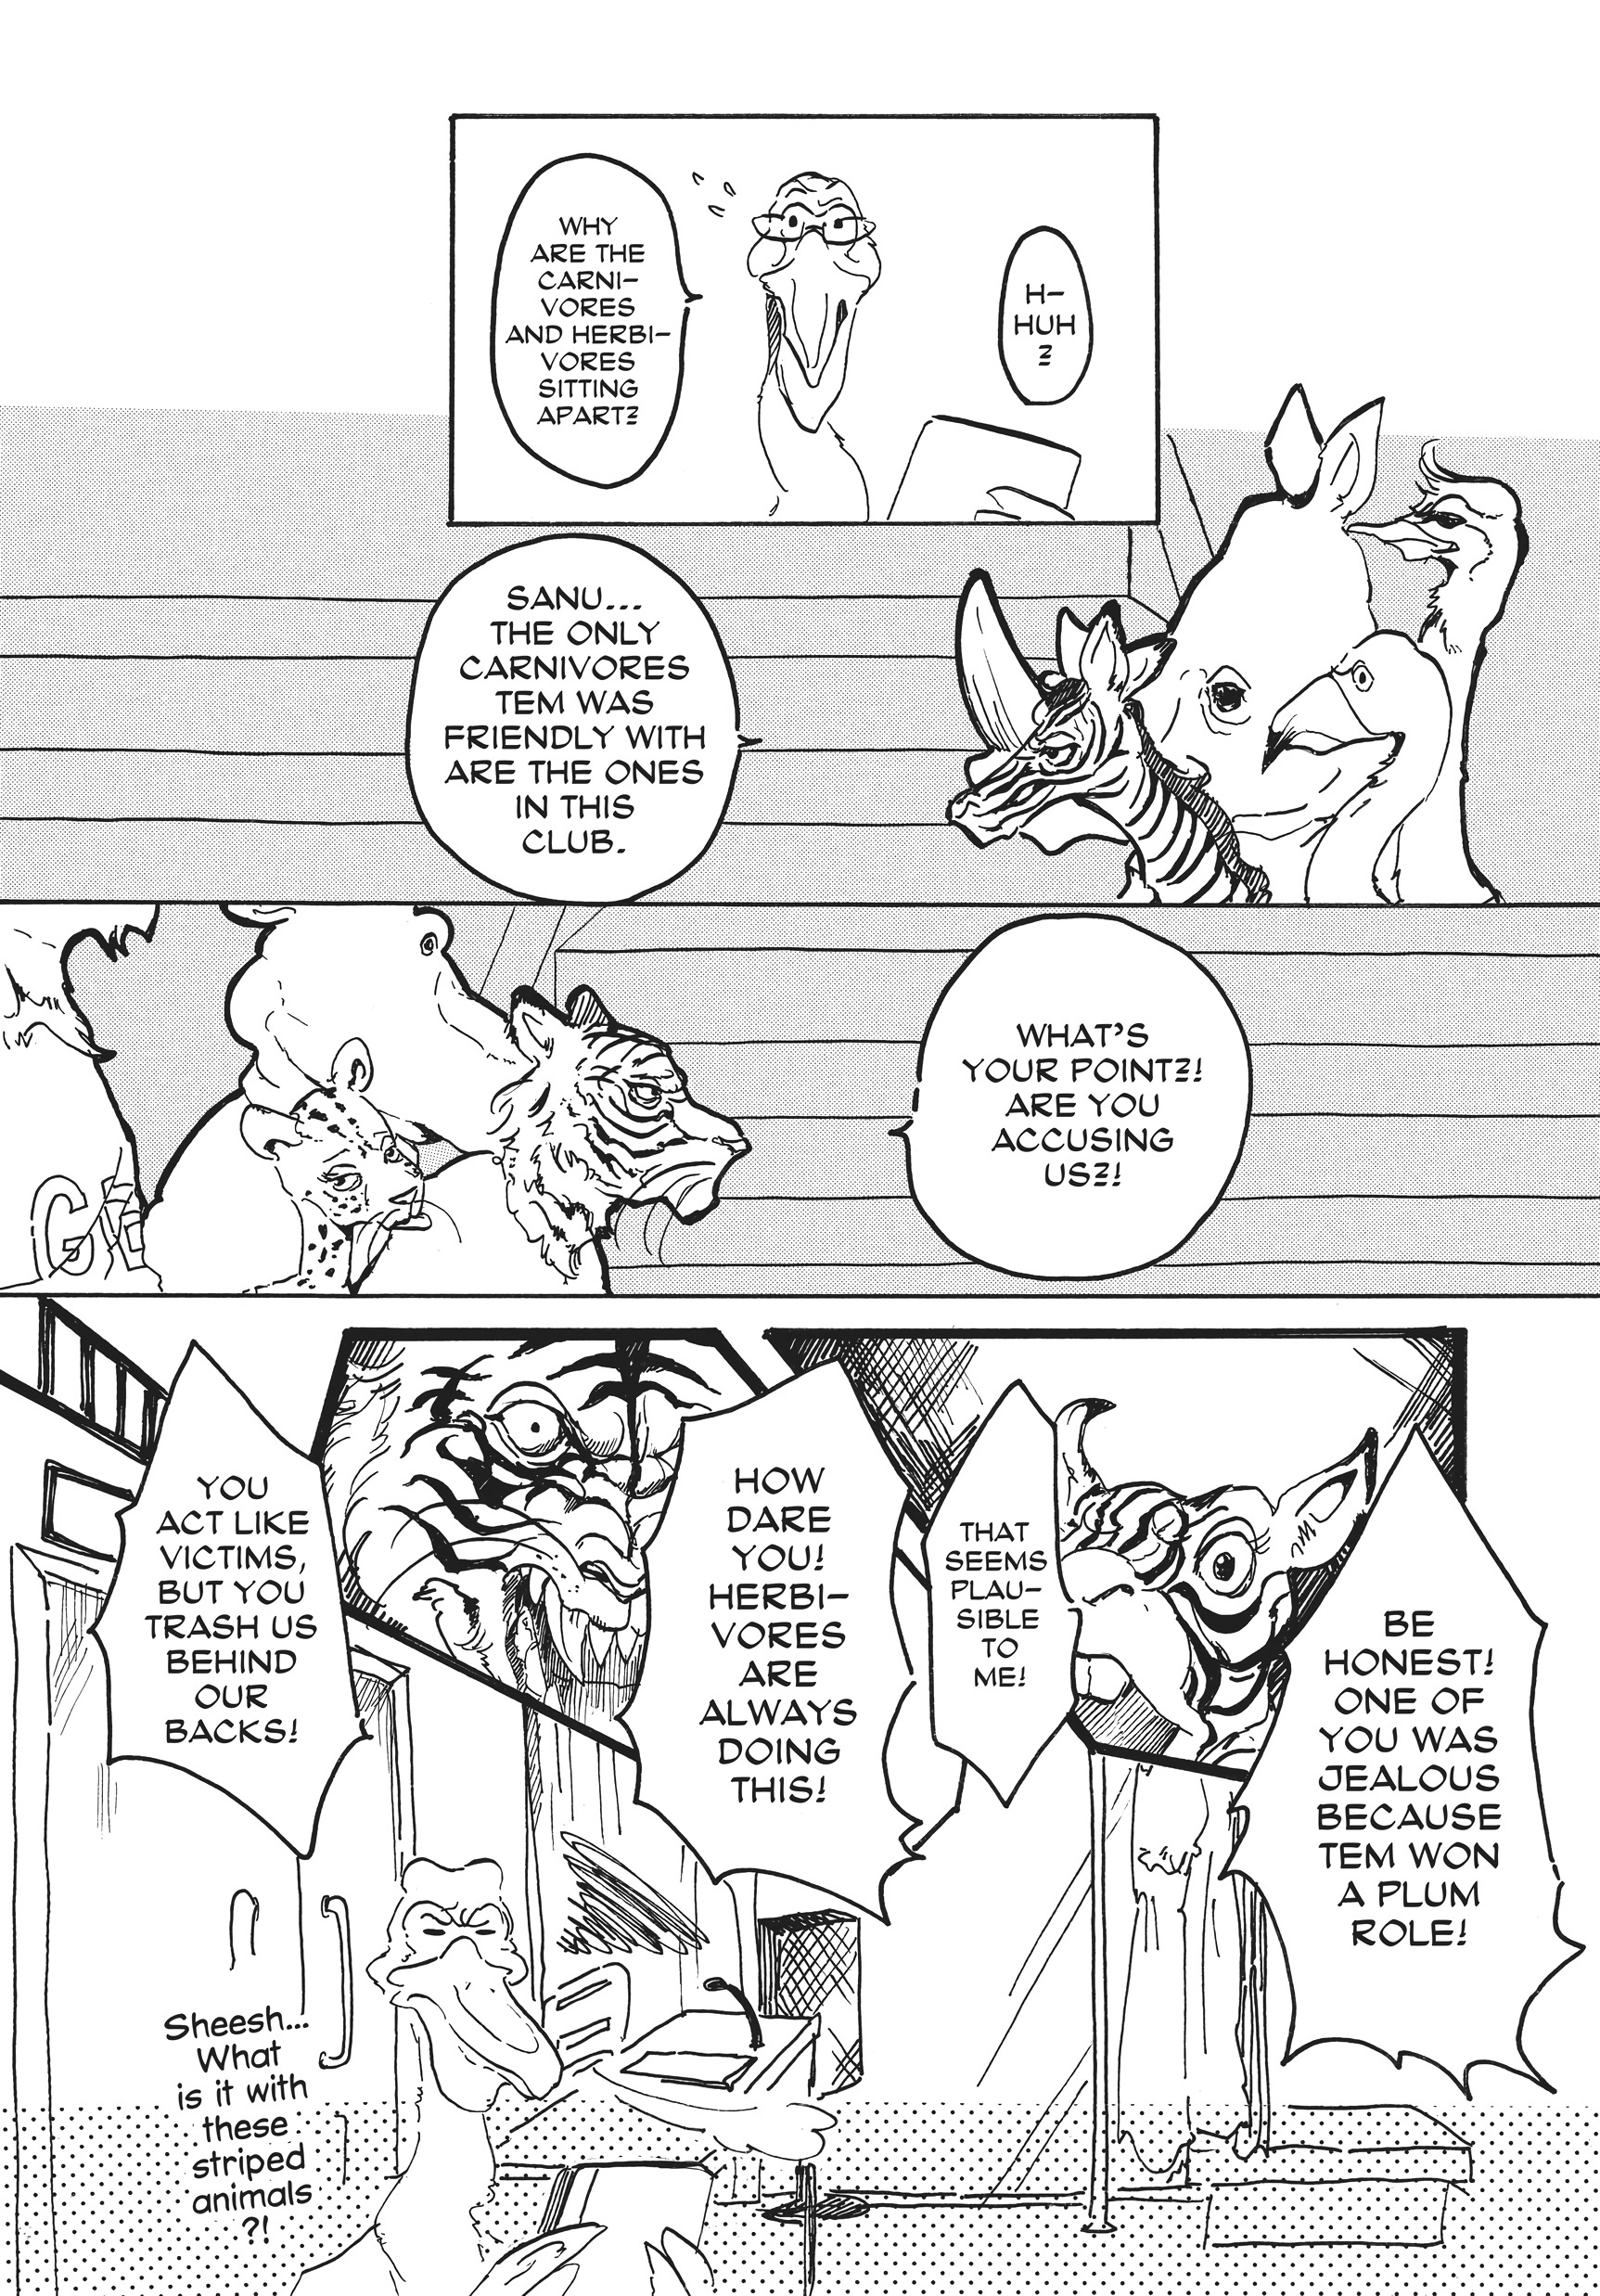 H-
HUH
?
WHY
ARE THE
CARNI-
VORES
AND HERBI-
VORES
SITTING
APART?
SANU...
THE ONLY
CARNIVORES
TEM WAS
FRIENDLY WITH
ARE THE ONES
IN THIS
CLUB.
WHAT'S
YOUR POINT?!
ARE YOU
ACCUSING
US?!
BE
HONEST!
ONE OF
YOU WAS
JEALOUS
BECAUSE
TEM WON
A PLUM
ROLE!
THAT
SEEMS
PLAU-
SIBLE
TO
ME!
HOW
DARE
YOU!
HERBI-
VORES
ARE
ALWAYS
DOING
THIS!
YOU
ACT LIKE
VICTIMS,
BUT YOU
TRASH US
BEHIND
OUR
BACKS!
Sheesh...
What
is it with
these
striped
animals
?!